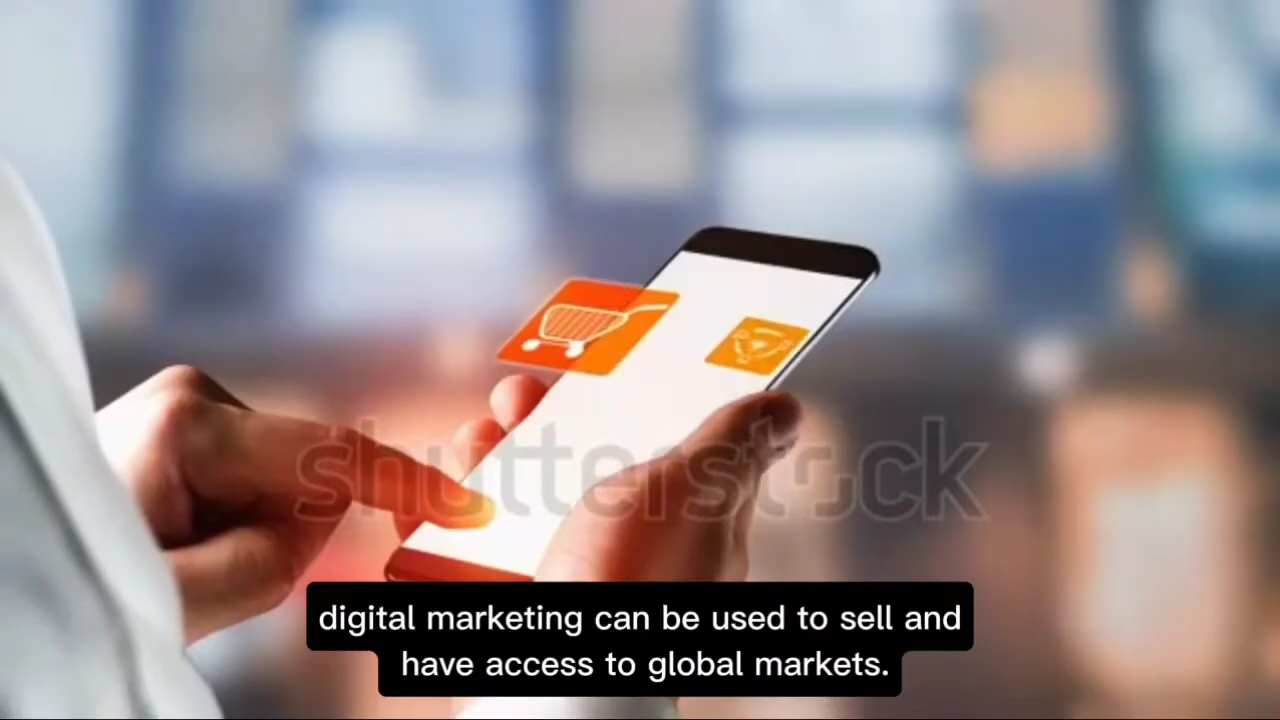 shutterstock
digital marketing can be used to sell and
have access to global markets.